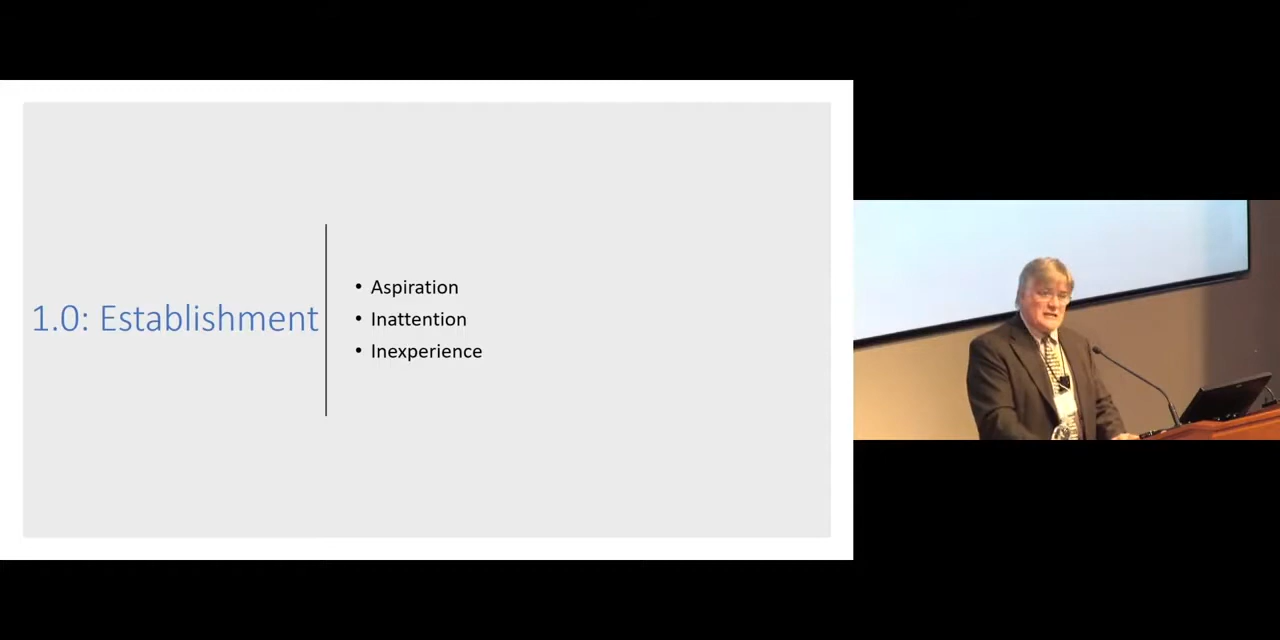 1.0: Establishment
• Aspiration
• Inattention
• Inexperience